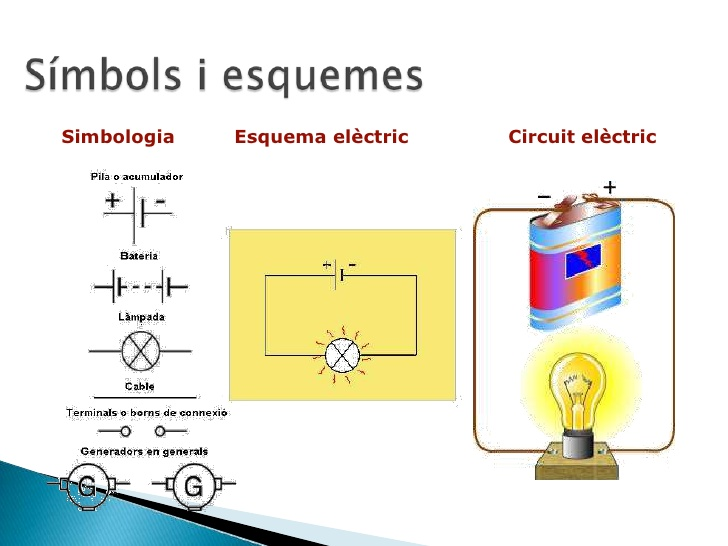 Símbols i esquemes
Simbologia
Esquema elèctric
Circuit elèctric
Pila o acumulador
+ -
Bateria
Làmpada
Cable
Terminals o borns de connexió
Generadors en generals
G G
+ -
- +